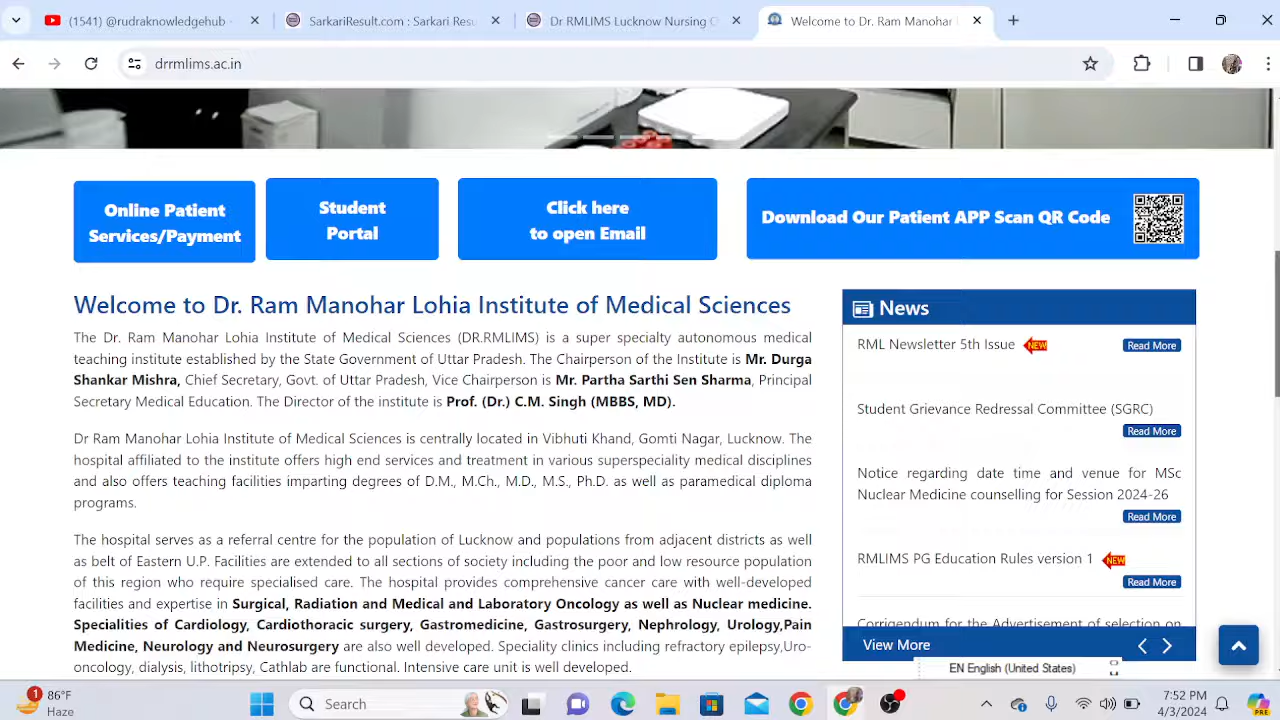 (1541) @rudraknowledgehub -
SarkariResult.com : Sarkari Resu
Dr RMLIMS Lucknow Nursing O
Welcome to Dr. Ram Manohar
drrmlims.ac.in
Online Patient
Services/Payment
Student
Portal
Click here
to open Email
Download Our Patient APP Scan QR Code
Welcome to Dr. Ram Manohar Lohia Institute of Medical Sciences
The Dr. Ram Manohar Lohia Institute of Medical Sciences (DR.RMLIMS) is a super specialty autonomous medical
teaching institute established by the State Government of Uttar Pradesh. The Chairperson of the Institute is Mr. Durga
Shankar Mishra, Chief Secretary, Govt. of Uttar Pradesh, Vice Chairperson is Mr. Partha Sarthi Sen Sharma, Principal
Secretary Medical Education. The Director of the institute is Prof. (Dr.) C.M. Singh (MBBS, MD).
Dr Ram Manohar Lohia Institute of Medical Sciences is centrally located in Vibhuti Khand, Gomti Nagar, Lucknow. The
hospital affiliated to the institute offers high end services and treatment in various superspeciality medical disciplines
and also offers teaching facilities imparting degrees of D.M., M.Ch., M.D., M.S., Ph.D. as well as paramedical diploma
programs.
The hospital serves as a referral centre for the population of Lucknow and populations from adjacent districts as well
as belt of Eastern U.P. Facilities are extended to all sections of society including the poor and low resource population
of this region who require specialised care. The hospital provides comprehensive cancer care with well-developed
facilities and expertise in Surgical, Radiation and Medical and Laboratory Oncology as well as Nuclear medicine.
Specialities of Cardiology, Cardiothoracic surgery, Gastromedicine, Gastrosurgery, Nephrology, Urology,Pain
Medicine, Neurology and Neurosurgery are also well developed. Speciality clinics including refractory epilepsy,Uro-
oncology, dialysis, lithotripsy, Cathlab are functional. Intensive care unit is well developed.
News
RML Newsletter 5th Issue NEW
Read More
Student Grievance Redressal Committee (SGRC)
Read More
Notice regarding date time and venue for MSc
Nuclear Medicine counselling for Session 2024-26
Read More
RMLIMS PG Education Rules version 1 NEW
Read More
Corrigendum for the Advertisement of selection on
View More
EN English (United States)
1
86°F
Haze
Search
7:52 PM
4/3/2024
PRE